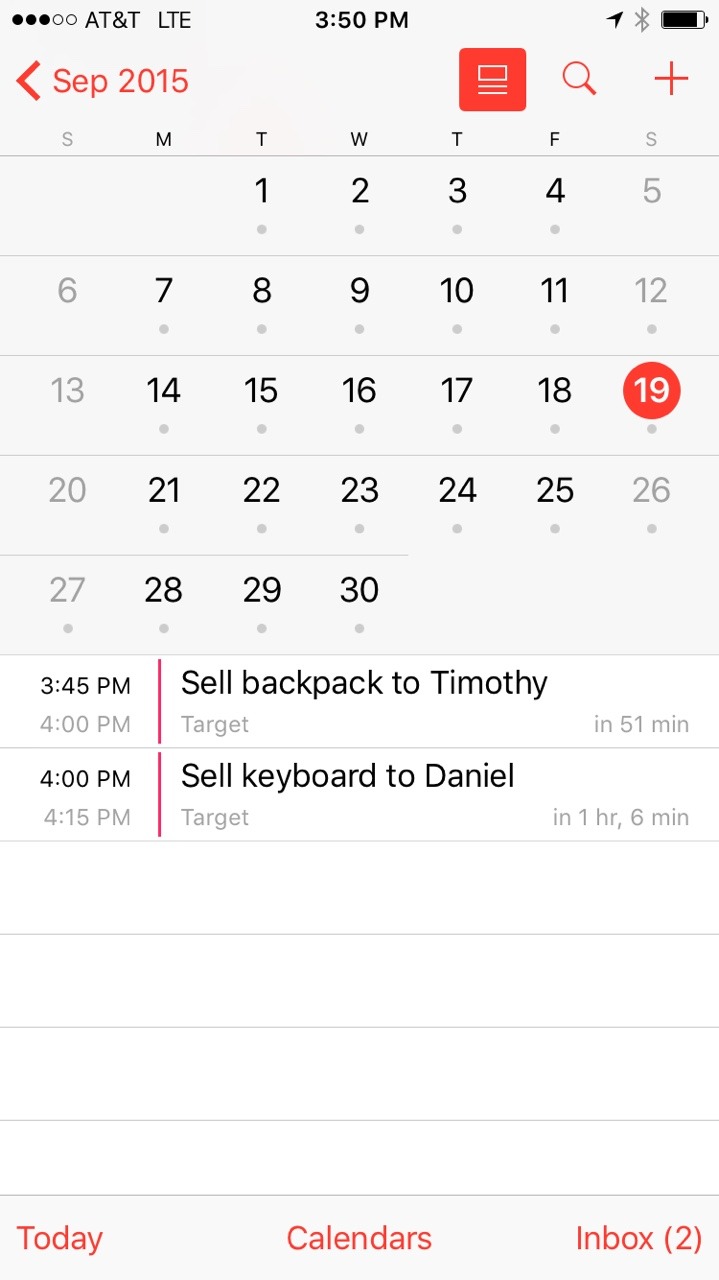 AT&T LTE 3:50 PM
Sep 2015
S M T W T F S
1 2 3 4 5
6 7 8 9 10 11 12
13 14 15 16 17 18 19
20 21 22 23 24 25 26
27 28 29 30
3:45 PM Sell backpack to Timothy
4:00 PM Target in 51 min
4:00 PM Sell keyboard to Daniel
4:15 PM Target in 1 hr, 6 min
Today Calendars Inbox (2)